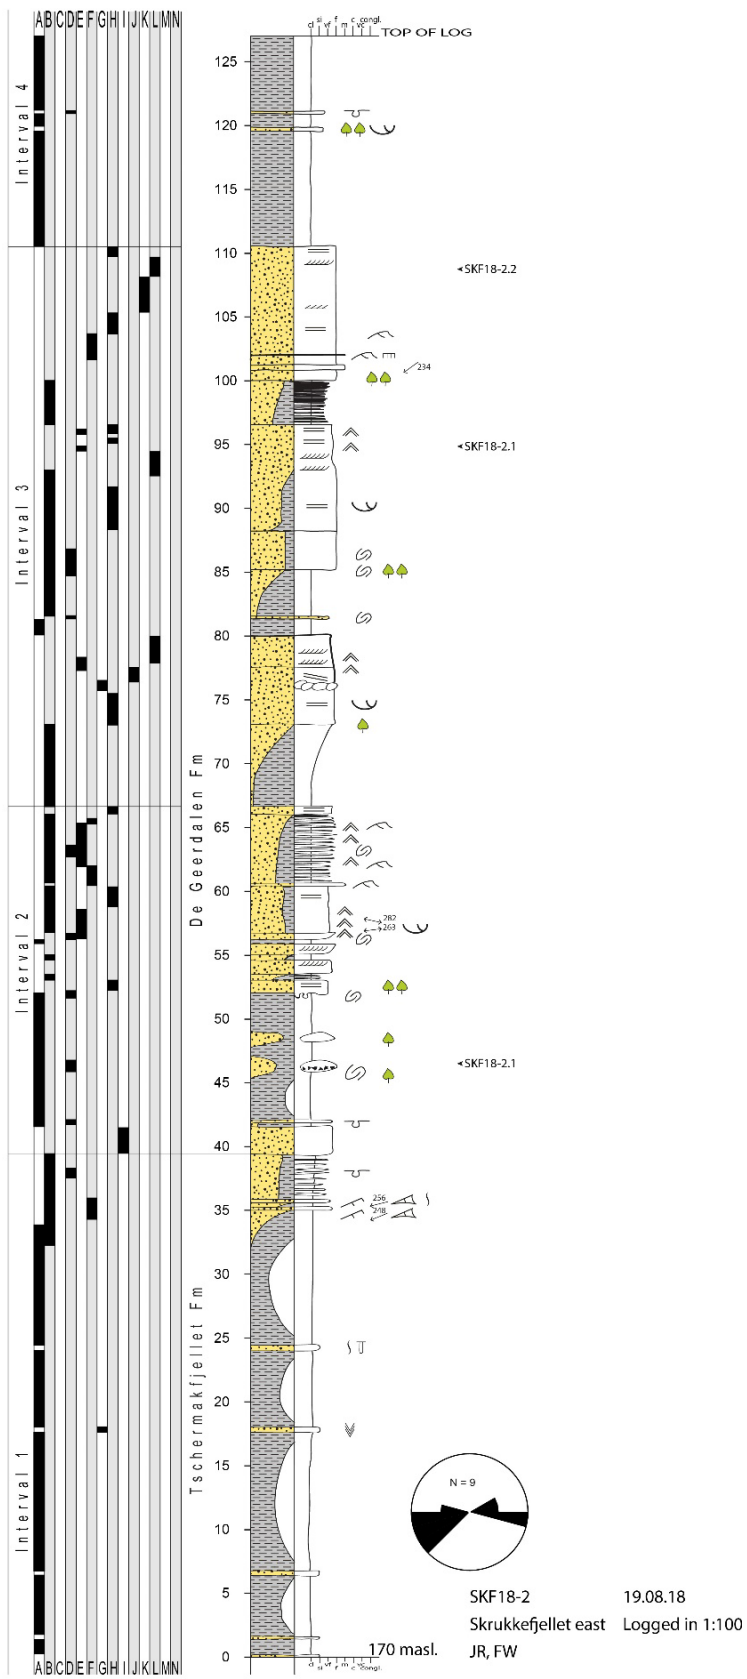 A B C D E F G H I J K L M N
cl si vf f m c vc congl.
TOP OF LOG
125
120
115
110
105
100
95
90
85
80
75
70
65
60
55
50
45
40
35
30
25
20
15
10
5
0
Interval 4
Interval 3
Interval 2
Interval 1
De Geerdalen Fm
Tschermakfjellet Fm
SKF18-2.2
234
SKF18-2.1
282
263
SKF18-2.1
256
248
N = 9
SKF18-2 19.08.18
Skrukkefjellet east Logged in 1:100
170 masl. JR, FW
cl si vf f m c vc congl.
A B C D E F G H I J K L M N